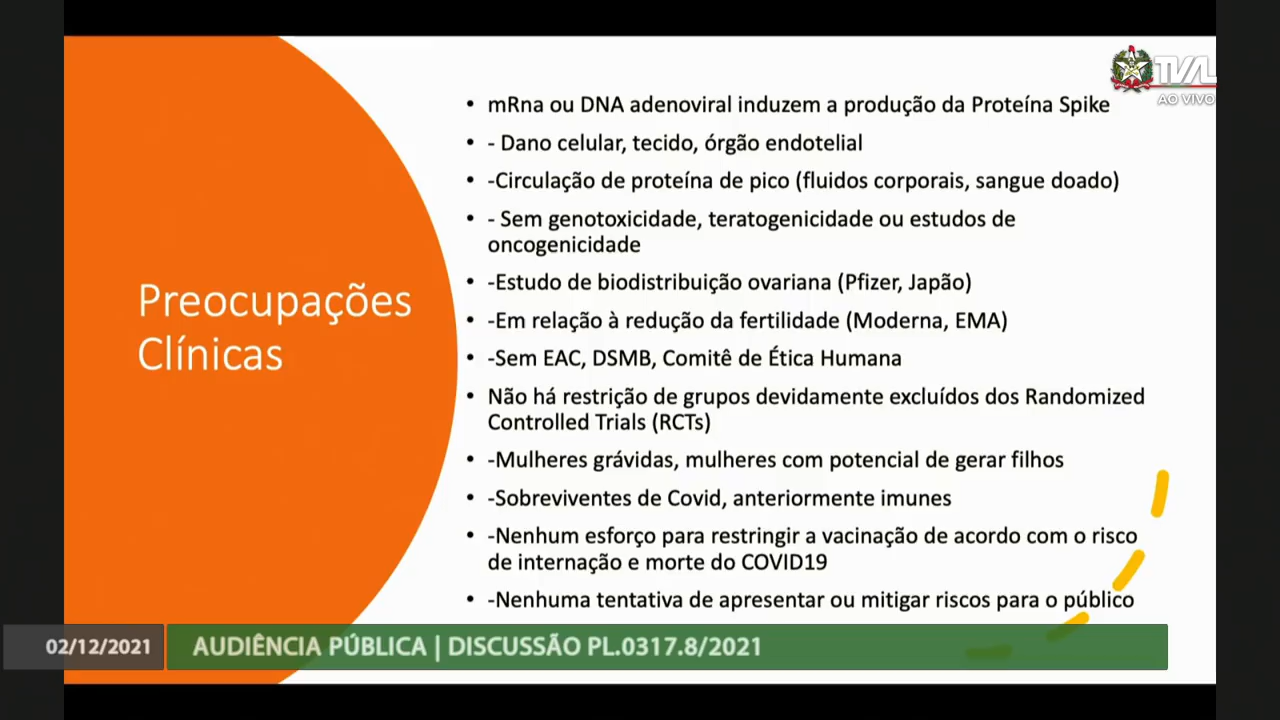 TVAL
AO VIVO
Preocupações
Clínicas
• mRna ou DNA adenoviral induzem a produção da Proteína Spike
• - Dano celular, tecido, órgão endotelial
• -Circulação de proteína de pico (fluidos corporais, sangue doado)
• - Sem genotoxicidade, teratogenicidade ou estudos de
oncogenicidade
• -Estudo de biodistribuição ovariana (Pfizer, Japão)
• -Em relação à redução da fertilidade (Moderna, EMA)
• -Sem EAC, DSMB, Comitê de Ética Humana
• Não há restrição de grupos devidamente excluídos dos Randomized
Controlled Trials (RCTs)
• -Mulheres grávidas, mulheres com potencial de gerar filhos
• -Sobreviventes de Covid, anteriormente imunes
• -Nenhum esforço para restringir a vacinação de acordo com o risco
de internação e morte do COVID19
• -Nenhuma tentativa de apresentar ou mitigar riscos para o público
02/12/2021
AUDIÊNCIA PÚBLICA | DISCUSSÃO PL.0317.8/2021